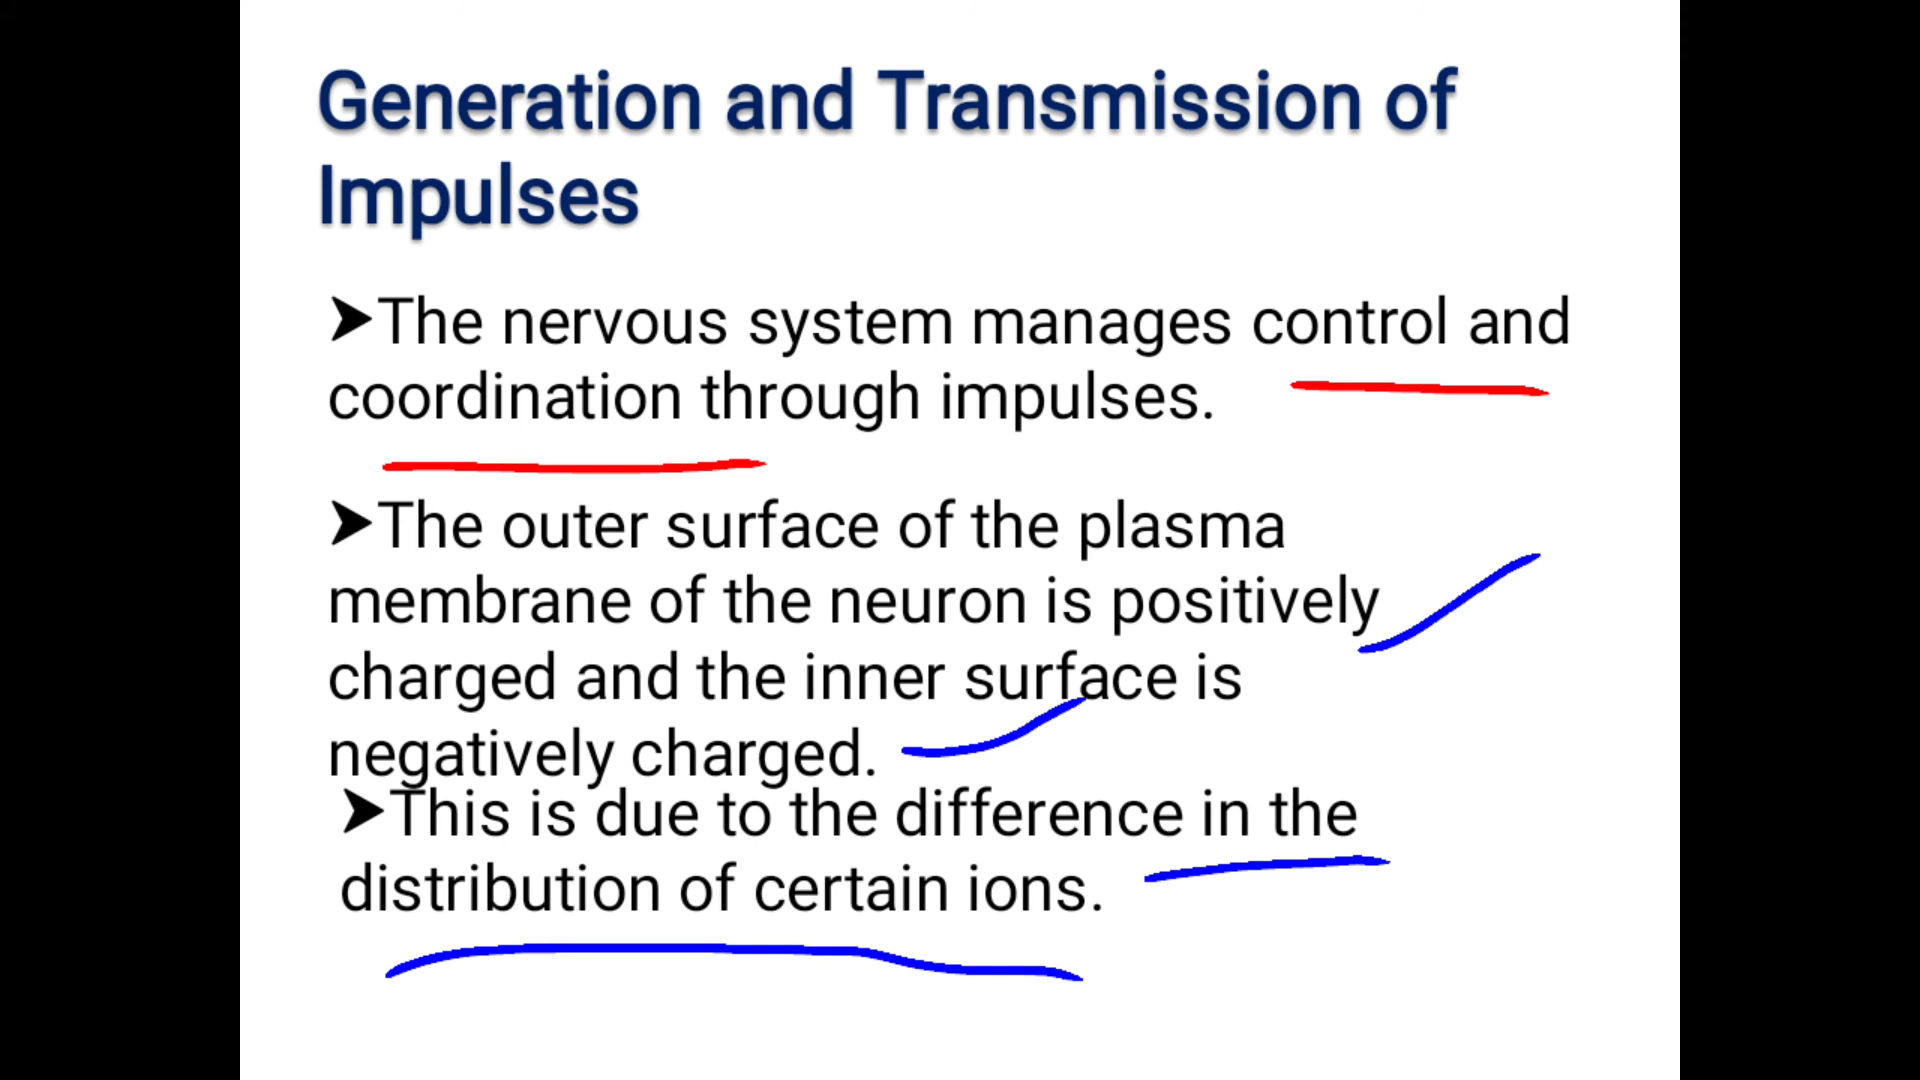 Generation and Transmission of
Impulses
➤The nervous system manages control and
coordination through impulses.
➤The outer surface of the plasma
membrane of the neuron is positively
charged and the inner surface is
negatively charged.
➤This is due to the difference in the
distribution of certain ions.